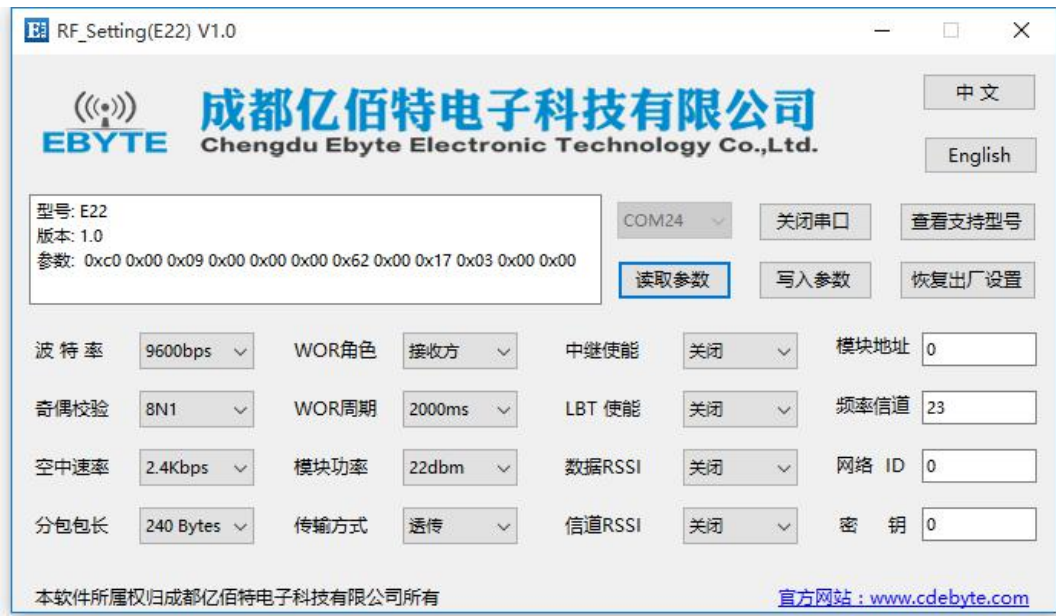 RF_Setting(E22) V1.0
EBYTE
成都亿佰特电子科技有限公司
Chengdu Ebyte Electronic Technology Co.,Ltd.
中 文
English
型号: E22
版本: 1.0
参数: 0xc0 0x00 0x09 0x00 0x00 0x00 0x62 0x00 0x17 0x03 0x00 0x00
COM24 关闭串口 查看支持型号
读取参数 写入参数 恢复出厂设置
波 特 率 9600bps WOR角色 接收方 中继使能 关闭 模块地址 0
奇偶校验 8N1 WOR周期 2000ms LBT 使能 关闭 频率信道 23
空中速率 2.4Kbps 模块功率 22dbm 数据RSSI 关闭 网络 ID 0
分包包长 240 Bytes 传输方式 透传 信道RSSI 关闭 密 钥 0
本软件所属权归成都亿佰特电子科技有限公司所有 官方网站：www.cdebyte.com